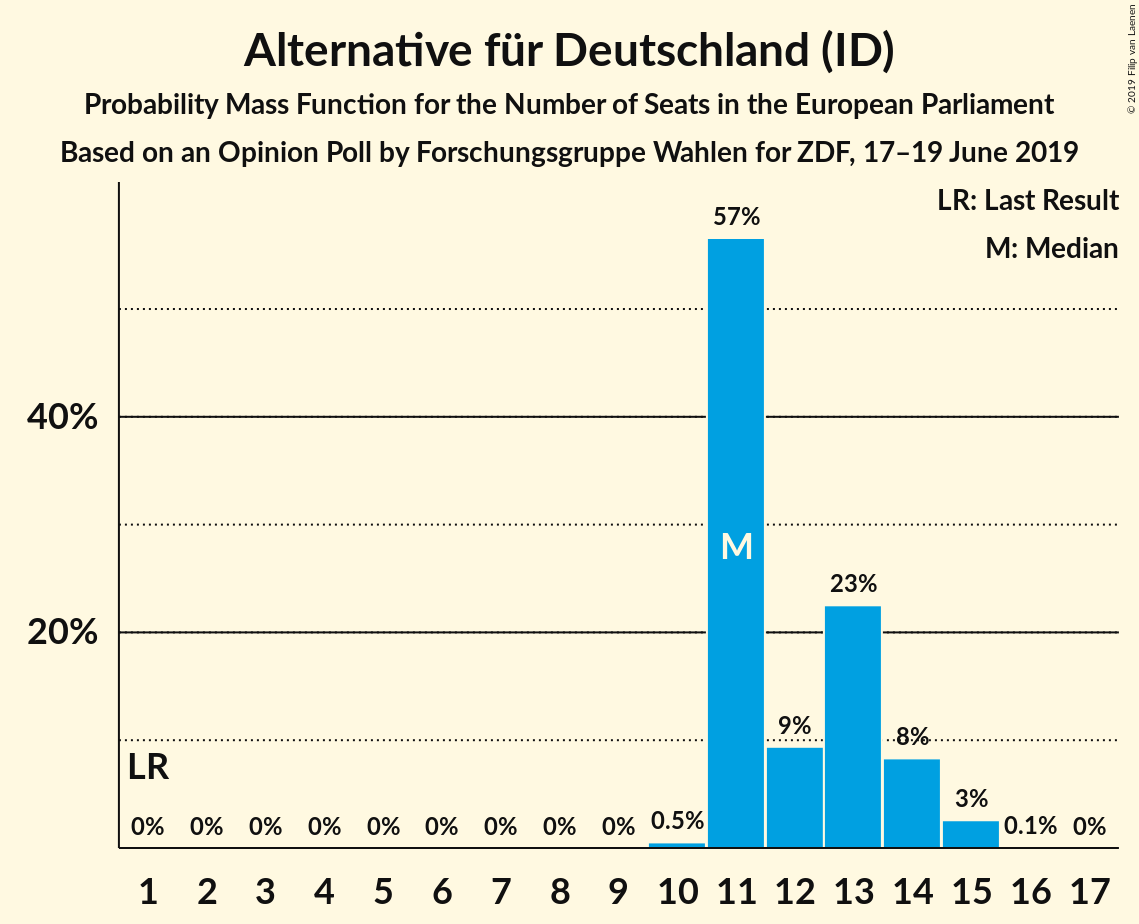 Alternative für Deutschland (ID)
Probability Mass Function for the Number of Seats in the European Parliament
Based on an Opinion Poll by Forschungsgruppe Wahlen for ZDF, 17–19 June 2019
© 2019 Filip van Laenen
LR: Last Result
M: Median
57%
40%
M
23%
20%
9%
8%
LR
3%
0% 0% 0% 0% 0% 0% 0% 0% 0% 0.5% 0.1% 0%
1 2 3 4 5 6 7 8 9 10 11 12 13 14 15 16 17